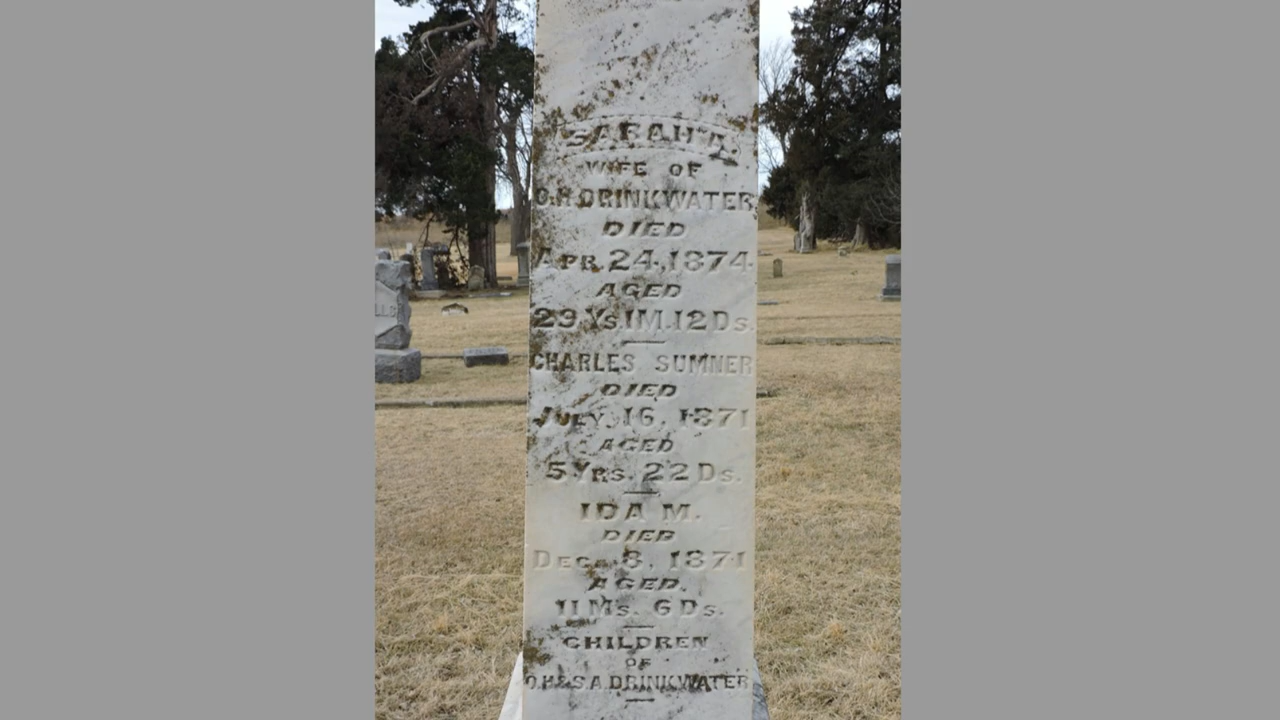 SARAH A.
WIFE OF
O.H. DRINKWATER
DIED
APR. 24, 1874.
AGED
29 Ys. 1 M. 12 Ds.
CHARLES SUMNER
DIED
JULY. 16, 1871
AGED
5 YRS. 22 Ds.
IDA M.
DIED
DEC. 8, 1871
AGED.
11 Ms. 6 Ds.
CHILDREN
OF
O.H. & S.A. DRINKWATER